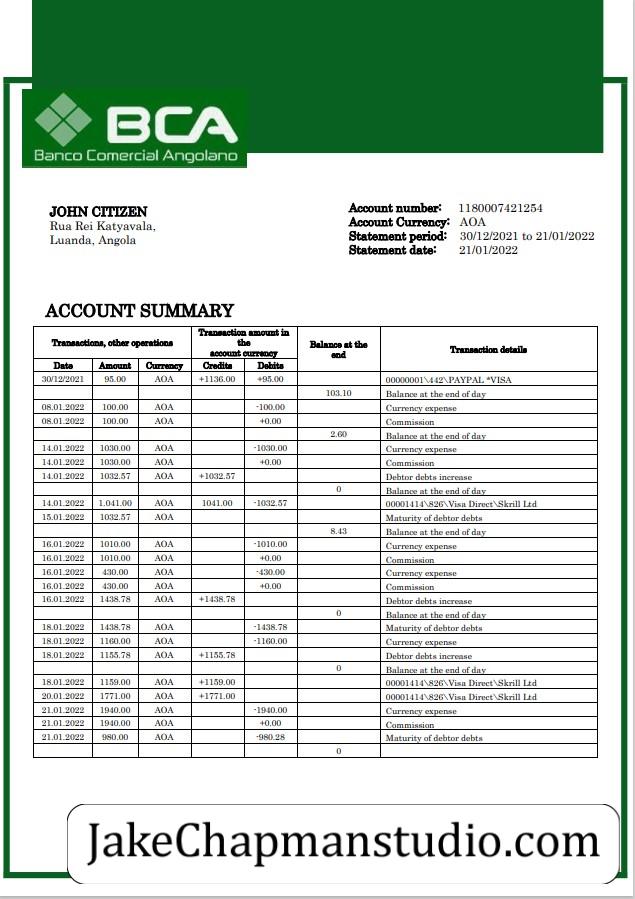 BCA
Banco Comercial Angolano
JOHN CITIZEN
Rua Rei Katyavala,
Luanda, Angola
Account number: 1180007421254
Account Currency: AOA
Statement period: 30/12/2021 to 21/01/2022
Statement date: 21/01/2022
ACCOUNT SUMMARY
Transactions, other operations Transaction amount in the account currency Balance at the end Transaction details
Date Amount Currency Credits Debits
30/12/2021 95.00 AOA +1136.00 +95.00 00000001\442\PAYPAL *VISA
103.10 Balance at the end of day
08.01.2022 100.00 AOA -100.00 Currency expense
08.01.2022 100.00 AOA +0.00 Commission
2.60 Balance at the end of day
14.01.2022 1030.00 AOA -1030.00 Currency expense
14.01.2022 1030.00 AOA +0.00 Commission
14.01.2022 1032.57 AOA +1032.57 Debtor debts increase
0 Balance at the end of day
14.01.2022 1.041.00 AOA 1041.00 -1032.57 00001414\826\Visa Direct\Skrill Ltd
15.01.2022 1032.57 AOA Maturity of debtor debts
8.43 Balance at the end of day
16.01.2022 1010.00 AOA -1010.00 Currency expense
16.01.2022 1010.00 AOA +0.00 Commission
16.01.2022 430.00 AOA -430.00 Currency expense
16.01.2022 430.00 AOA +0.00 Commission
16.01.2022 1438.78 AOA +1438.78 Debtor debts increase
0 Balance at the end of day
18.01.2022 1438.78 AOA -1438.78 Maturity of debtor debts
18.01.2022 1160.00 AOA -1160.00 Currency expense
18.01.2022 1155.78 AOA +1155.78 Debtor debts increase
0 Balance at the end of day
18.01.2022 1159.00 AOA +1159.00 00001414\826\Visa Direct\Skrill Ltd
20.01.2022 1771.00 AOA +1771.00 00001414\826\Visa Direct\Skrill Ltd
21.01.2022 1940.00 AOA -1940.00 Currency expense
21.01.2022 1940.00 AOA +0.00 Commission
21.01.2022 980.00 AOA -980.28 Maturity of debtor debts
0
JakeChapmanstudio.com